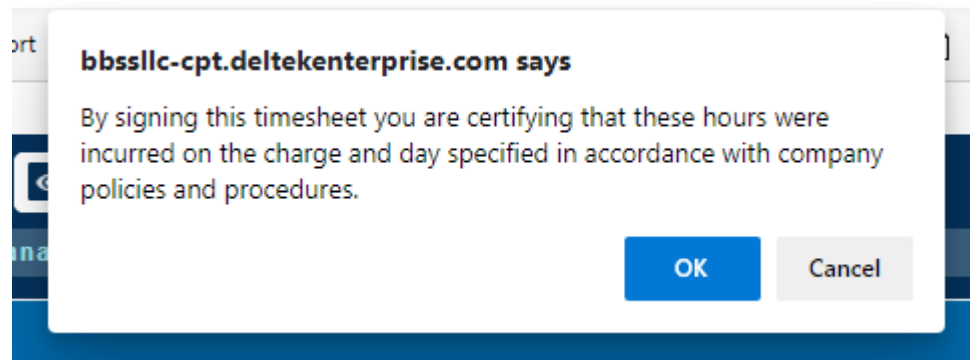 bbssllc-cpt.deltekenterprise.com says
By signing this timesheet you are certifying that these hours were
incurred on the charge and day specified in accordance with company
policies and procedures.
OK Cancel